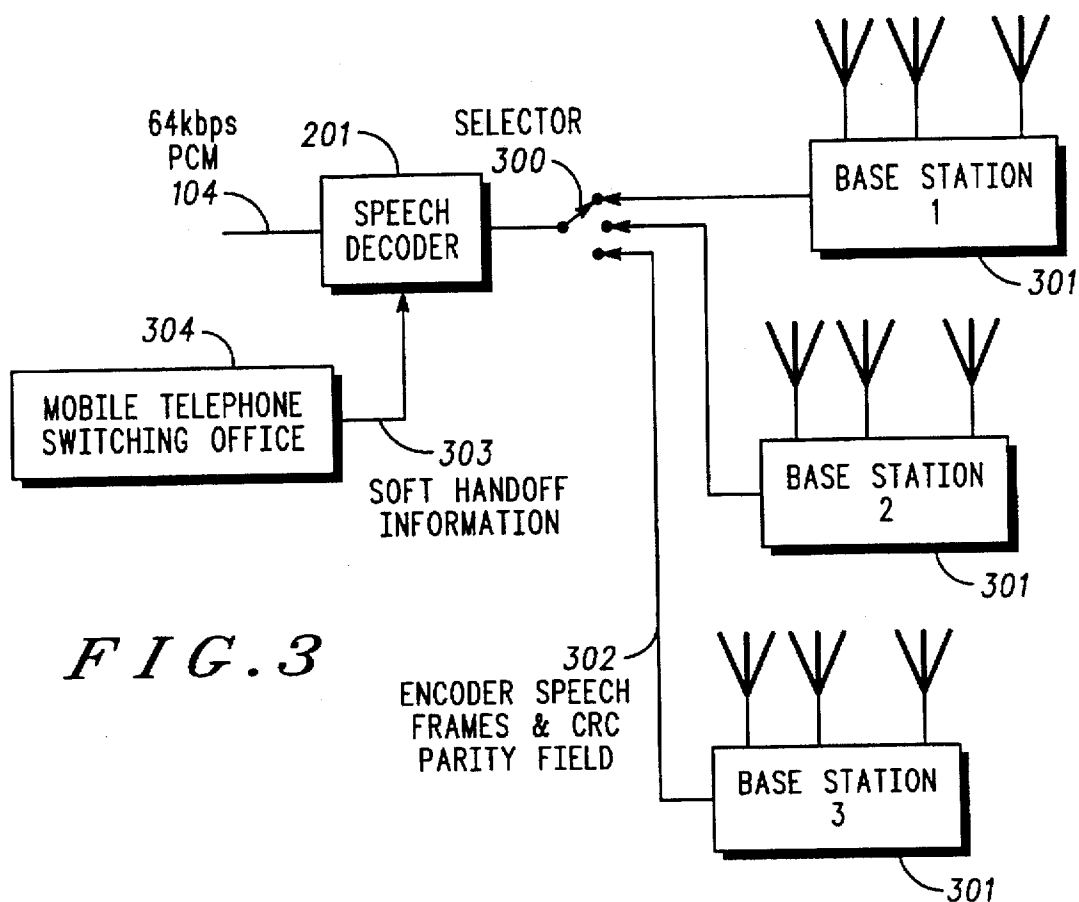 64kbps
PCM
104
201
SPEECH
DECODER
SELECTOR
300
BASE STATION
1
301
304
MOBILE TELEPHONE
SWITCHING OFFICE
303
SOFT HANDOFF
INFORMATION
BASE STATION
2
301
FIG.3
302
ENCODER SPEECH
FRAMES & CRC
PARITY FIELD
BASE STATION
3
301